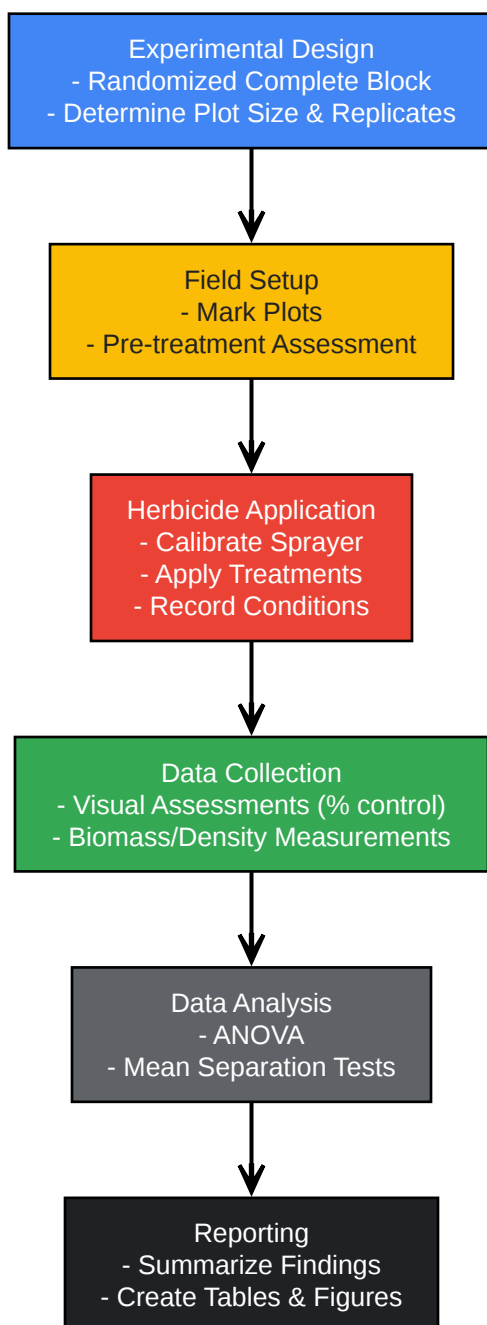 Experimental Design
- Randomized Complete Block
- Determine Plot Size & Replicates
Field Setup
- Mark Plots
- Pre-treatment Assessment
Herbicide Application
- Calibrate Sprayer
- Apply Treatments
- Record Conditions
Data Collection
- Visual Assessments (% control)
- Biomass/Density Measurements
Data Analysis
- ANOVA
- Mean Separation Tests
Reporting
- Summarize Findings
- Create Tables & Figures